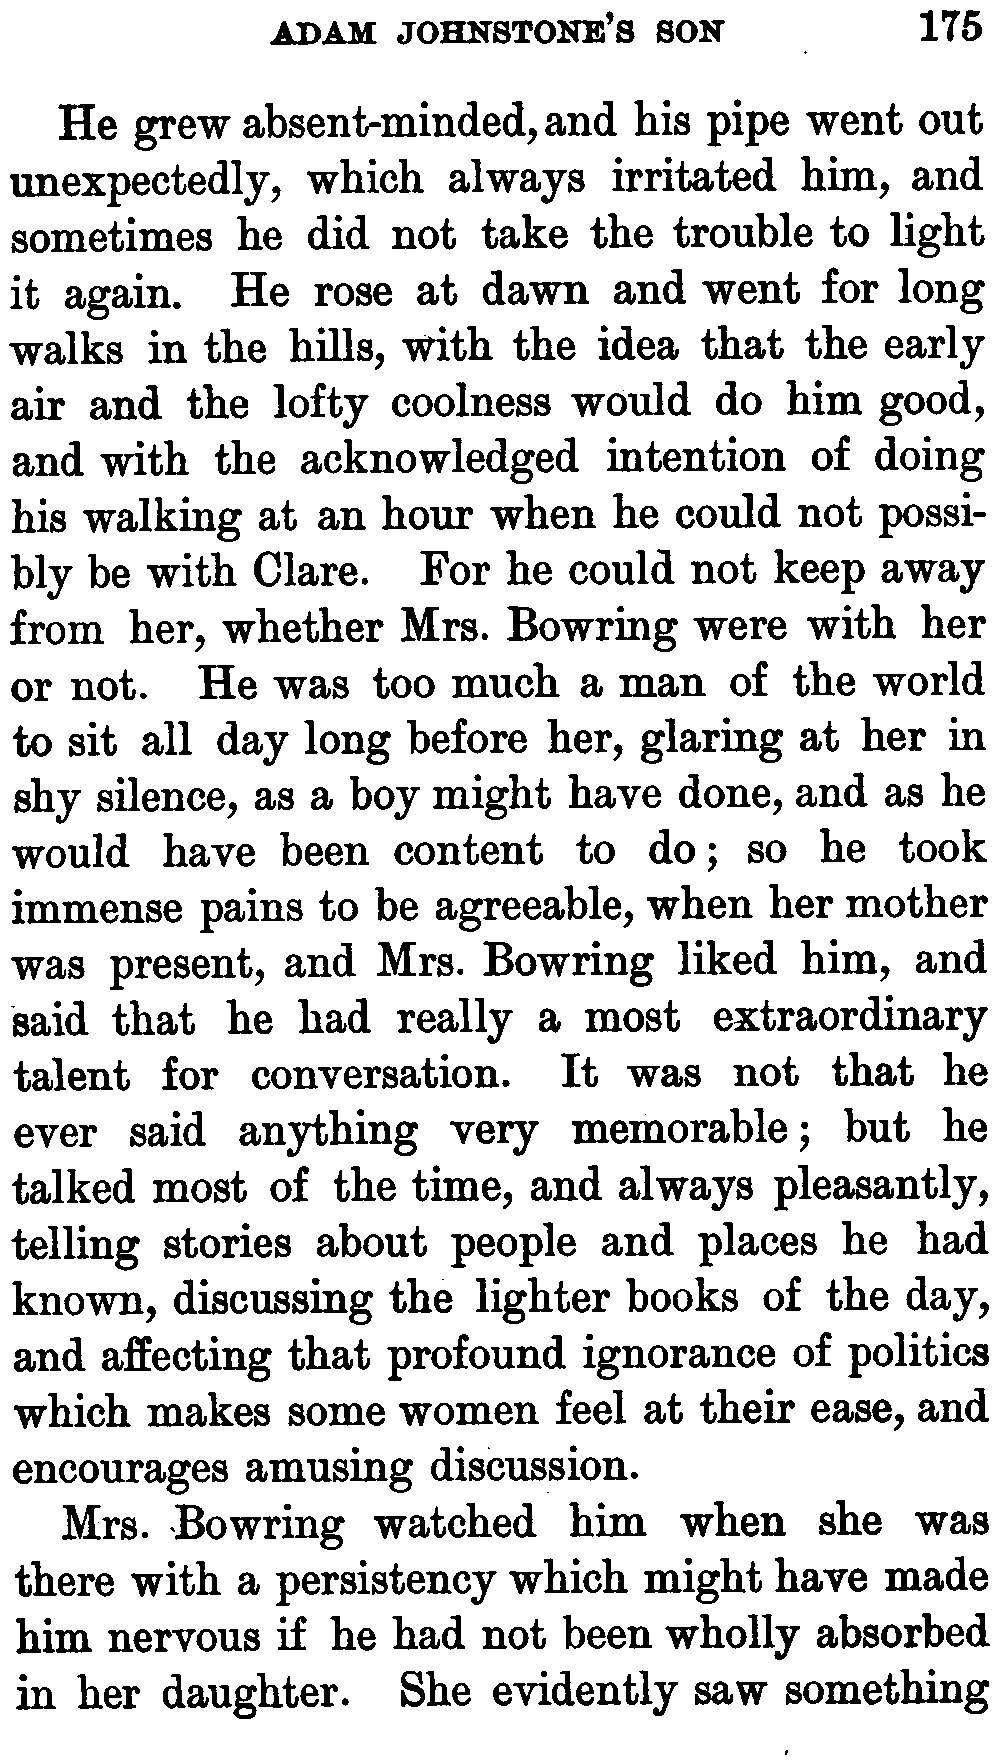 ADAM JOHNSTONE'S SON 175
He grew absent-minded, and his pipe went out
unexpectedly, which always irritated him, and
sometimes he did not take the trouble to light
it again. He rose at dawn and went for long
walks in the hills, with the idea that the early
air and the lofty coolness would do him good,
and with the acknowledged intention of doing
his walking at an hour when he could not possi-
bly be with Clare. For he could not keep away
from her, whether Mrs. Bowring were with her
or not. He was too much a man of the world
to sit all day long before her, glaring at her in
shy silence, as a boy might have done, and as he
would have been content to do; so he took
immense pains to be agreeable, when her mother
was present, and Mrs. Bowring liked him, and
said that he had really a most extraordinary
talent for conversation. It was not that he
ever said anything very memorable; but he
talked most of the time, and always pleasantly,
telling stories about people and places he had
known, discussing the lighter books of the day,
and affecting that profound ignorance of politics
which makes some women feel at their ease, and
encourages amusing discussion.
Mrs. Bowring watched him when she was
there with a persistency which might have made
him nervous if he had not been wholly absorbed
in her daughter. She evidently saw something